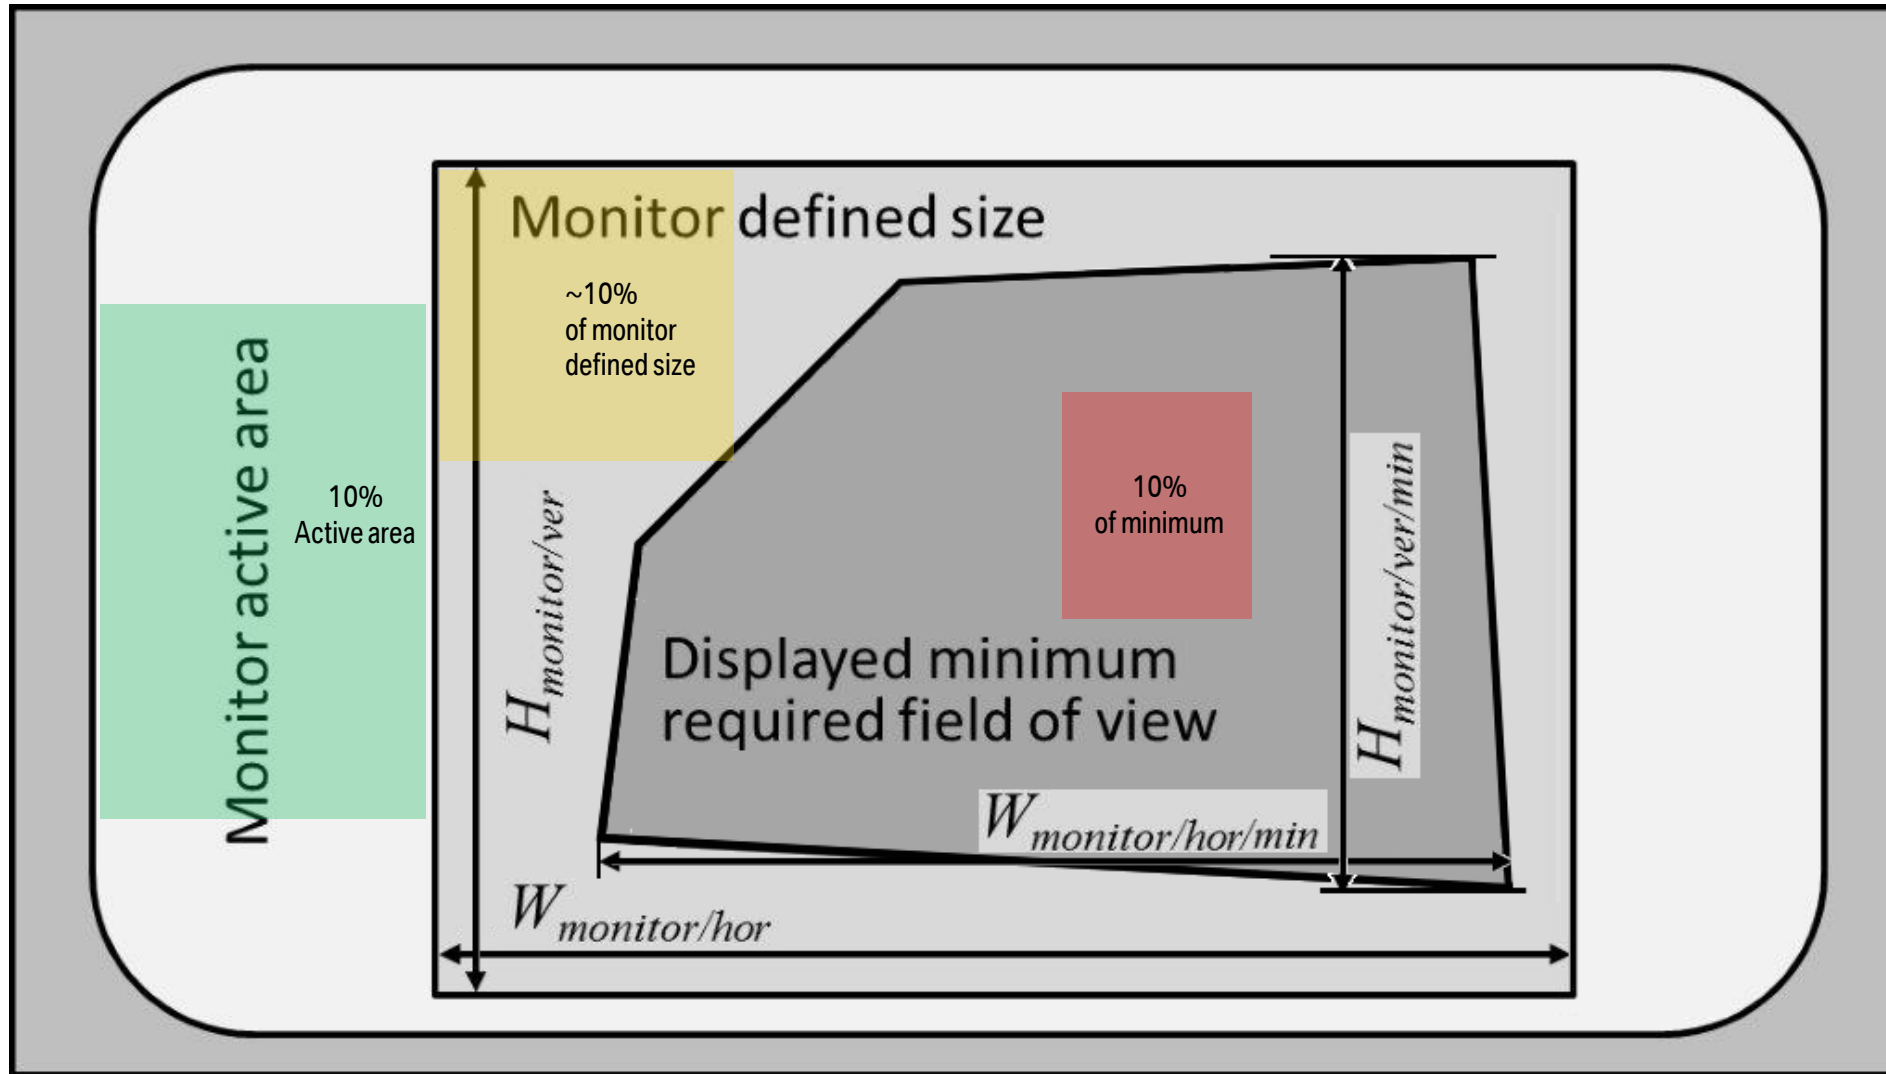 Monitor defined size
~10%
of monitor
defined size
Monitor active area
10%
Active area
10%
of minimum
H monitor/ver
H monitor/ver/min
Displayed minimum
required field of view
W monitor/hor/min
W monitor/hor